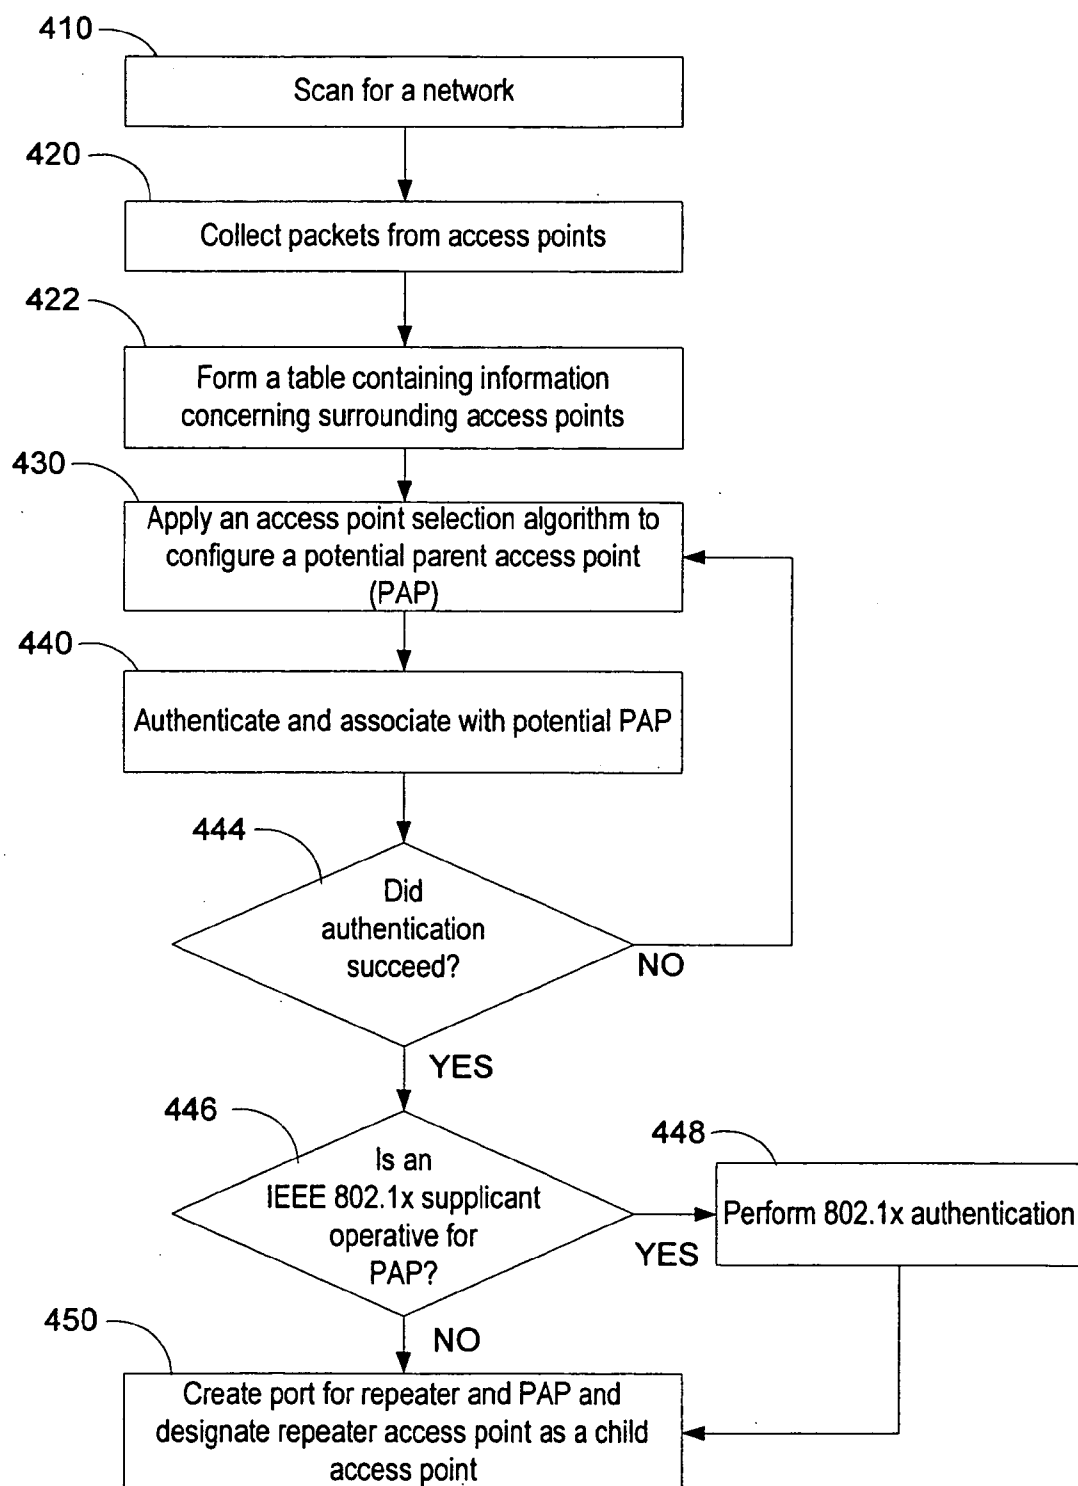 410
Scan for a network
420
Collect packets from access points
422
Form a table containing information
concerning surrounding access points
430
Apply an access point selection algorithm to
configure a potential parent access point
(PAP)
440
Authenticate and associate with potential PAP
444
Did
authentication
succeed?
NO
YES
446
Is an
IEEE 802.1x supplicant
operative for
PAP?
YES
448
Perform 802.1x authentication
NO
450
Create port for repeater and PAP and
designate repeater access point as a child
access point